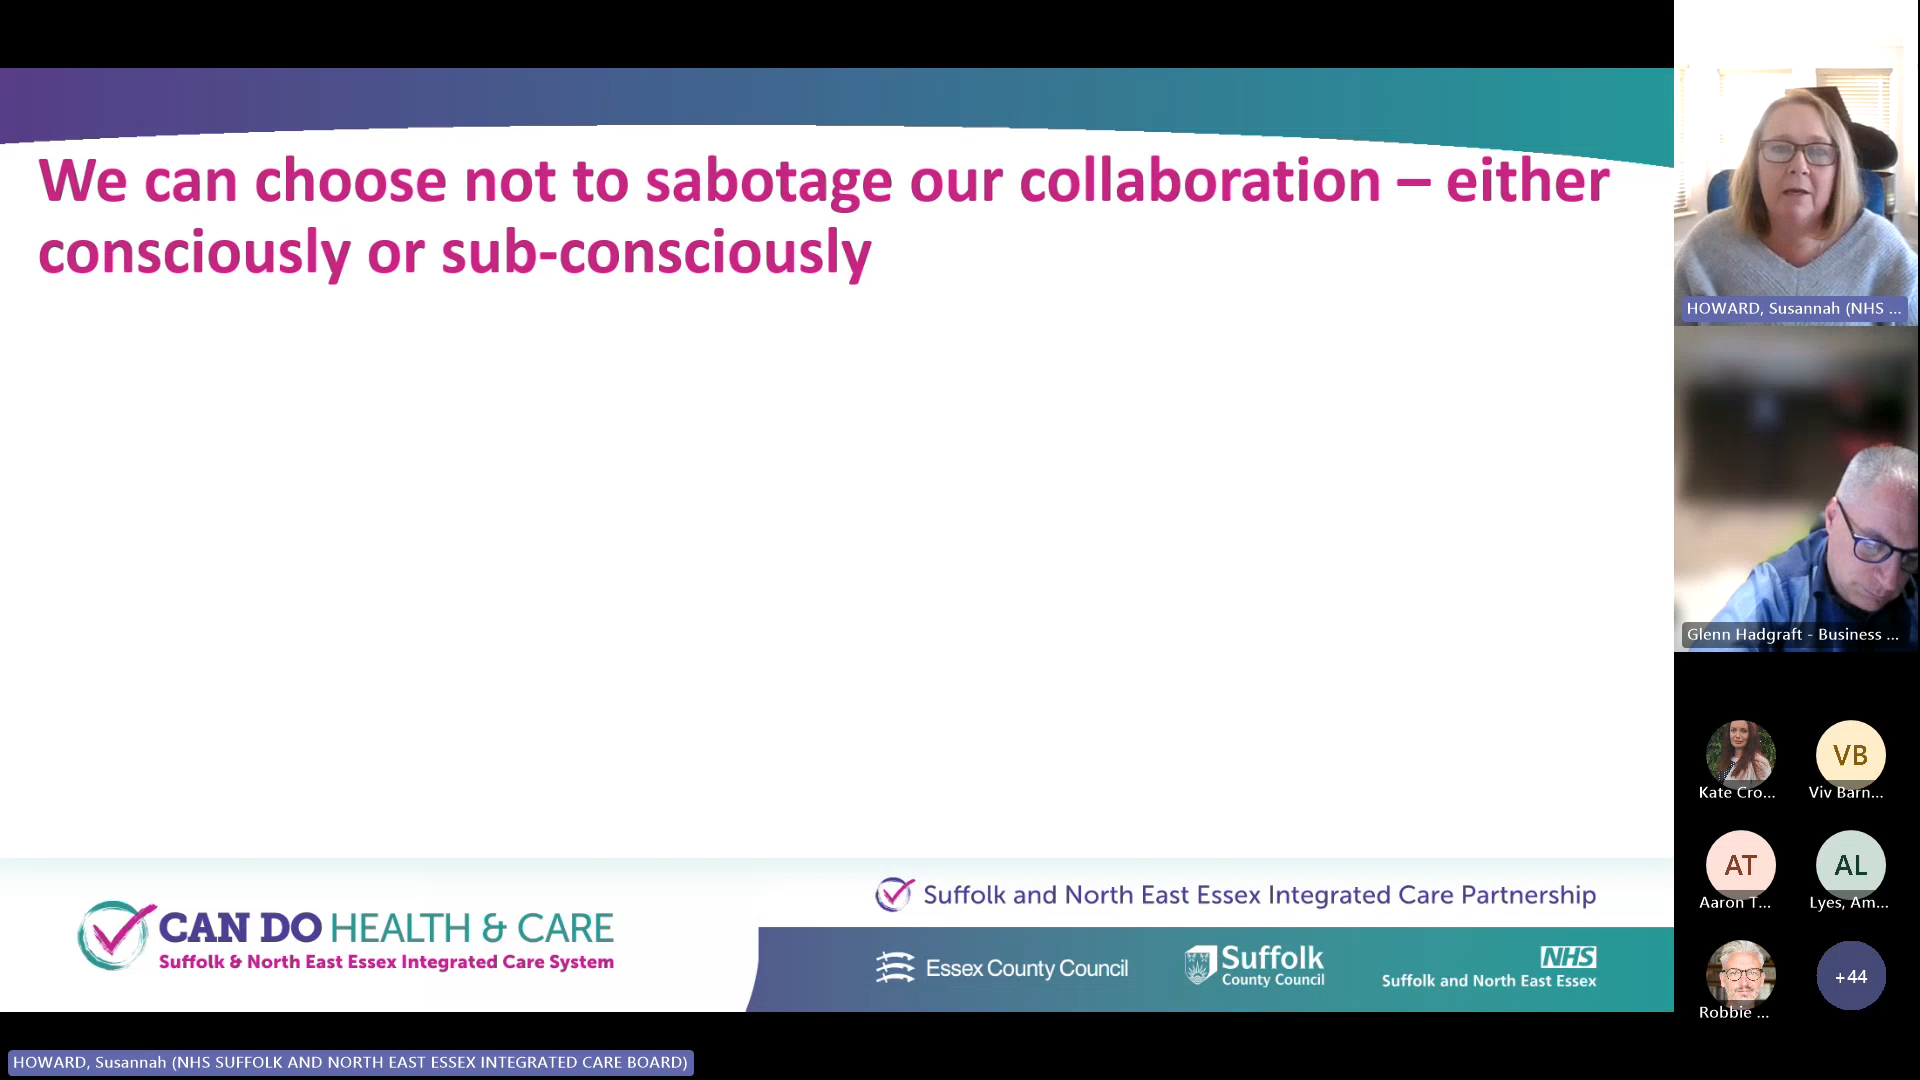 We can choose not to sabotage our collaboration – either
consciously or sub-consciously
CAN DO HEALTH & CARE
Suffolk & North East Essex Integrated Care System
Suffolk and North East Essex Integrated Care Partnership
Essex County Council
Suffolk
County Council
NHS
Suffolk and North East Essex
HOWARD, Susannah (NHS SUFFOLK AND NORTH EAST ESSEX INTEGRATED CARE BOARD)
HOWARD, Susannah (NHS ...
Glenn Hadgraft - Business ...
Kate Cro...
VB
Viv Barn...
AT
Aaron T...
AL
Lyes, Am...
Robbie ...
+44